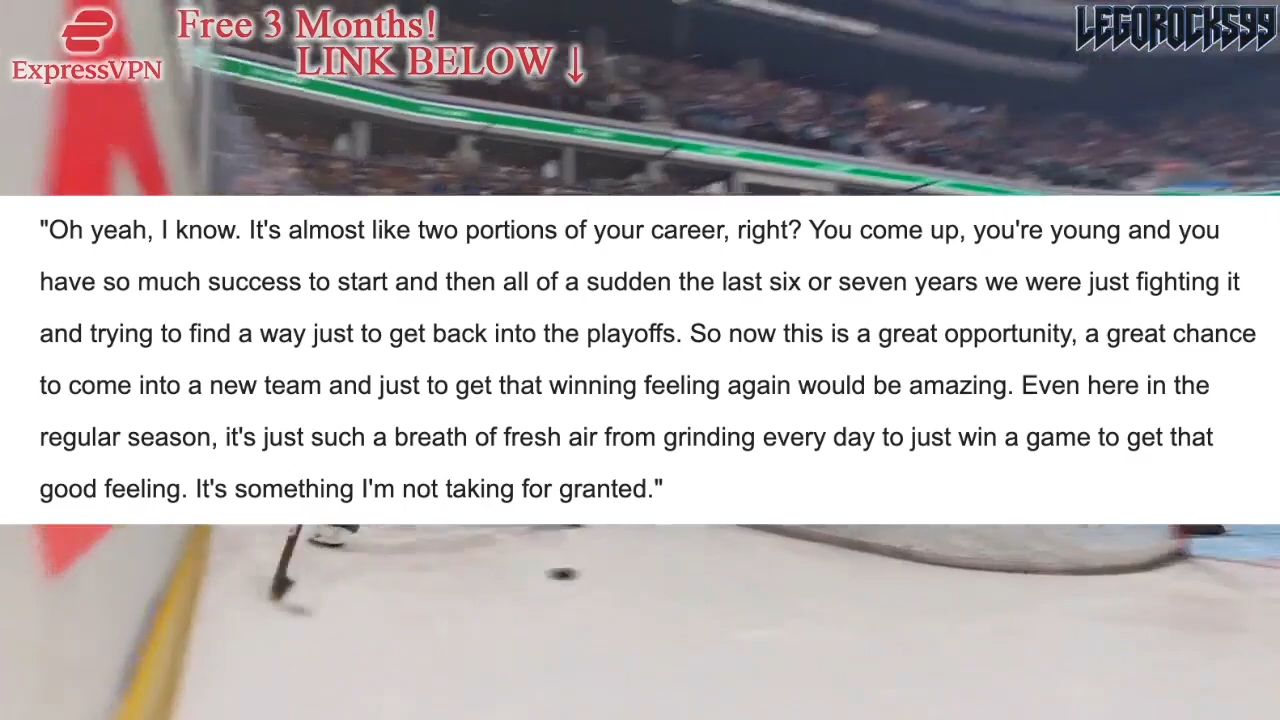 ExpressVPN
Free 3 Months!
LINK BELOW ↓
LEGOROCKS99
"Oh yeah, I know. It's almost like two portions of your career, right? You come up, you're young and you
have so much success to start and then all of a sudden the last six or seven years we were just fighting it
and trying to find a way just to get back into the playoffs. So now this is a great opportunity, a great chance
to come into a new team and just to get that winning feeling again would be amazing. Even here in the
regular season, it's just such a breath of fresh air from grinding every day to just win a game to get that
good feeling. It's something I'm not taking for granted."